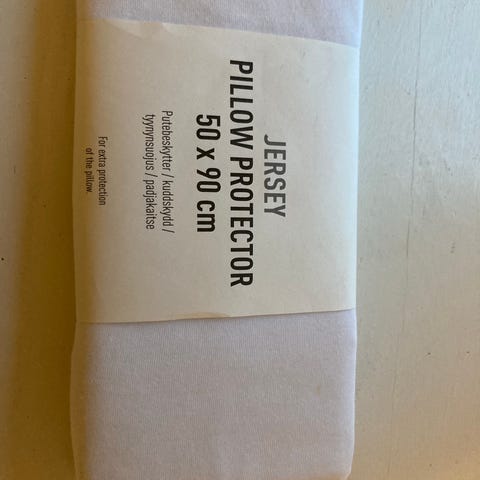 JERSEY
PILLOW PROTECTOR
50 x 90 cm
Putebeskytter / kuddskydd /
tyynynsuojus / padjakaitse
For extra protection
of the pillow.